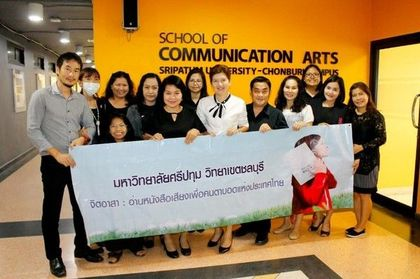 SCHOOL OF
COMMUNICATION ARTS
SRIPATUM UNIVERSITY-CHONBURI CAMPUS
มหาวิทยาลัยศรีปทุม วิทยาเขตชลบุรี
จิตอาสา : อ่านหนังสือเสียงเพื่อคนตาบอดแห่งประเทศไทย